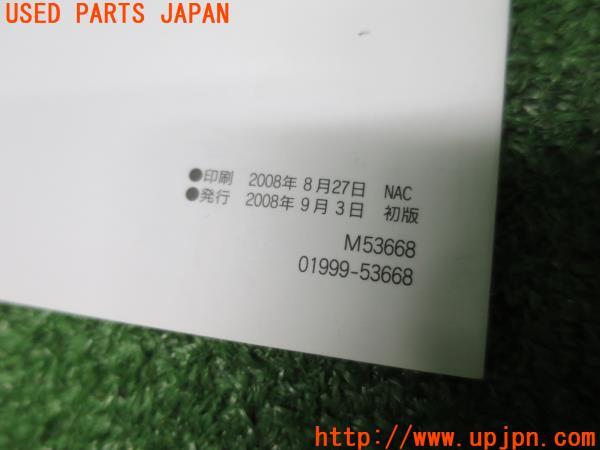 USED PARTS JAPAN
●印刷 2008年 8月27日 NAC
●発行 2008年 9月 3日 初版
M53668
01999-53668
http://www.upjpn.com/